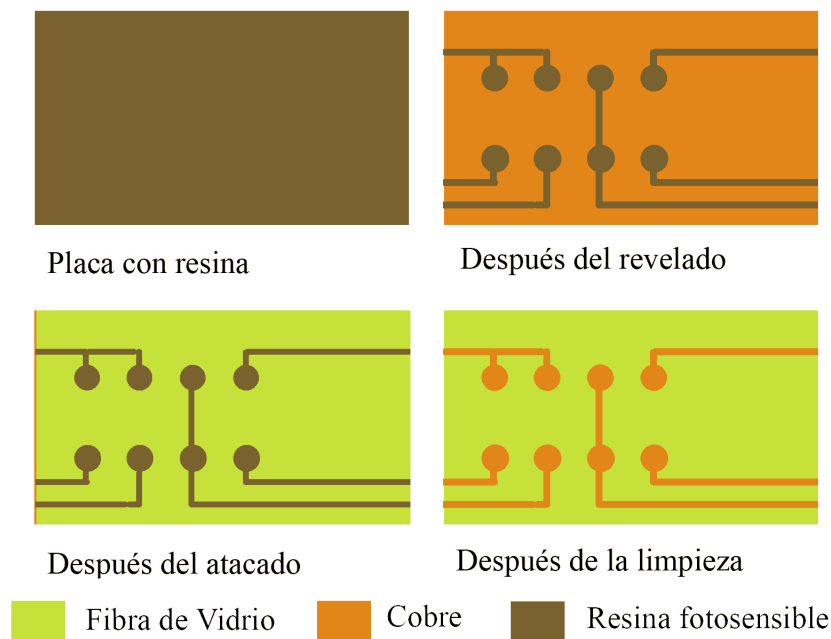 Placa con resina
Después del revelado
Después del atacado
Después de la limpieza
Fibra de Vidrio
Cobre
Resina fotosensible